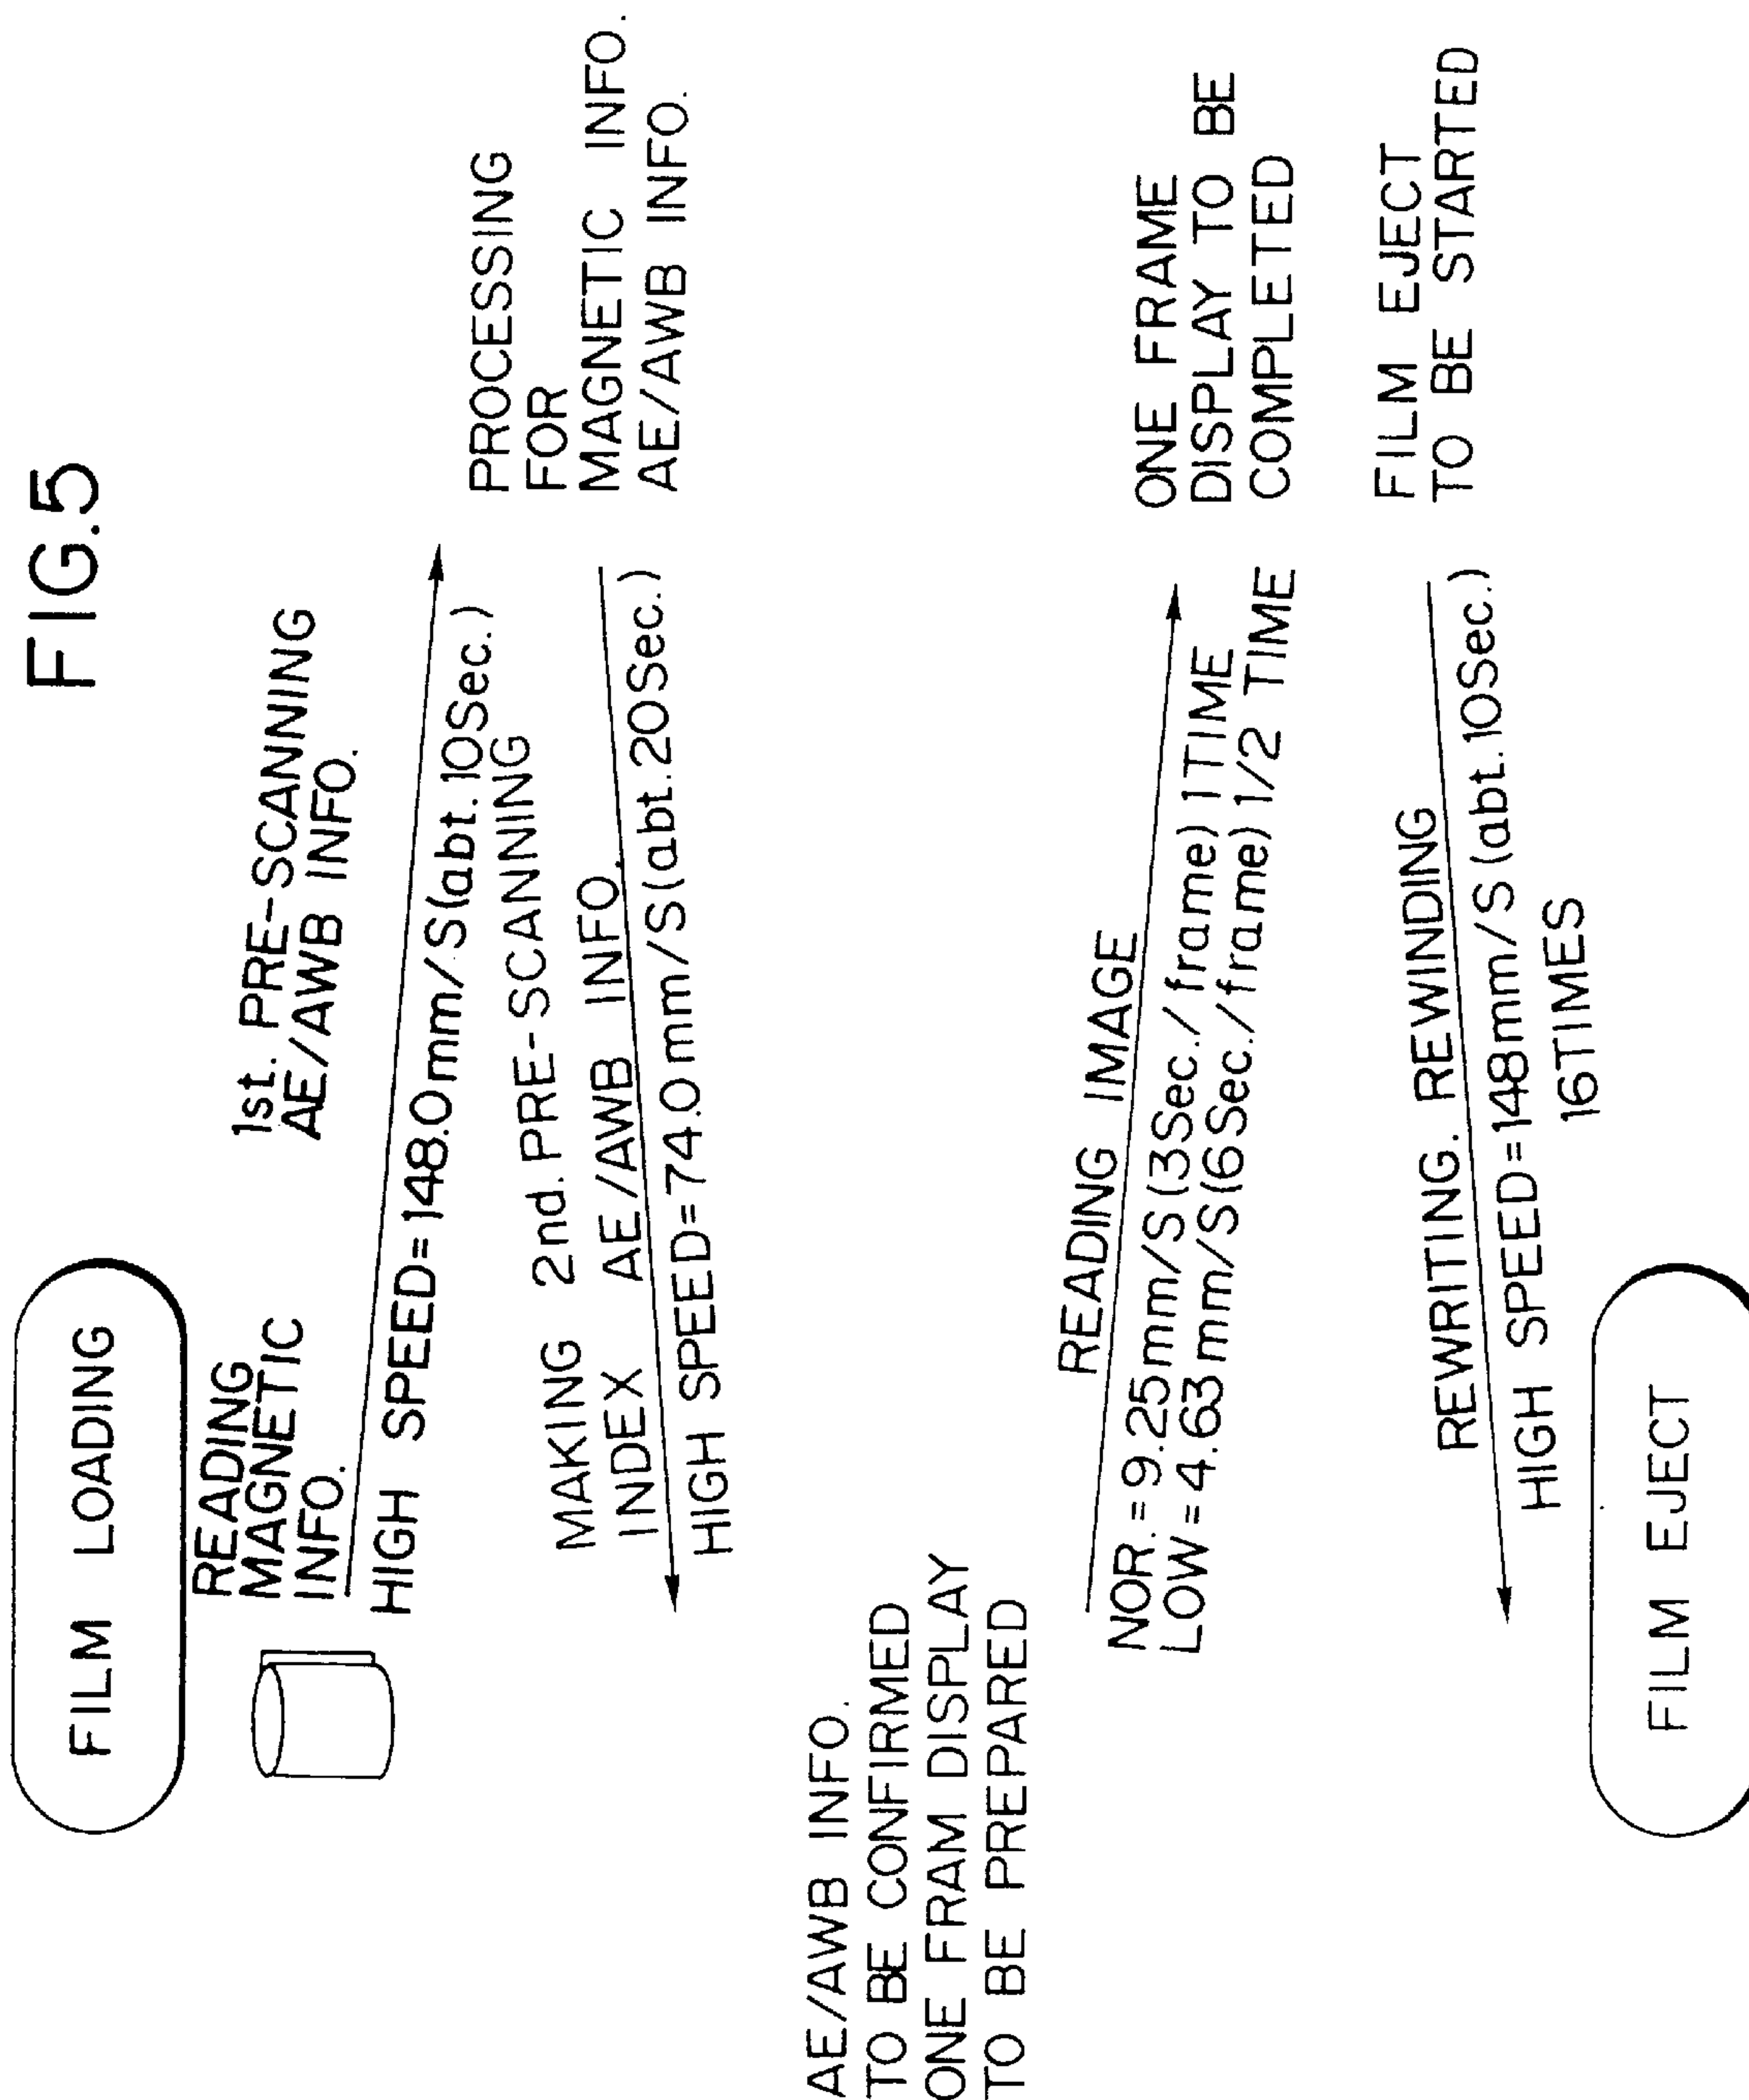 FIG.5
FILM LOADING
READING
MAGNETIC
INFO.
1st. PRE-SCANNING
AE/AWB INFO.
HIGH SPEED=148.0mm/S(abt.10Sec.)
PROCESSING
FOR
MAGNETIC INFO.
AE/AWB INFO.
MAKING 2nd.PRE-SCANNING
INDEX AE/AWB INFO.
HIGH SPEED=74.0mm/S(abt.20Sec.)
AE/AWB INFO.
TO BE CONFIRMED
ONE FRAM DISPLAY
TO BE PREPARED
READING IMAGE
NOR.=9.25mm/S(3Sec./frame)1TIME
LOW=4.63mm/S(6Sec./frame)1/2 TIME
ONE FRAME
DISPLAY TO BE
COMPLETED
FILM EJECT
TO BE STARTED
REWRITING. REWINDING
HIGH SPEED=148mm/S(abt.10Sec.)
16TIMES
FILM EJECT